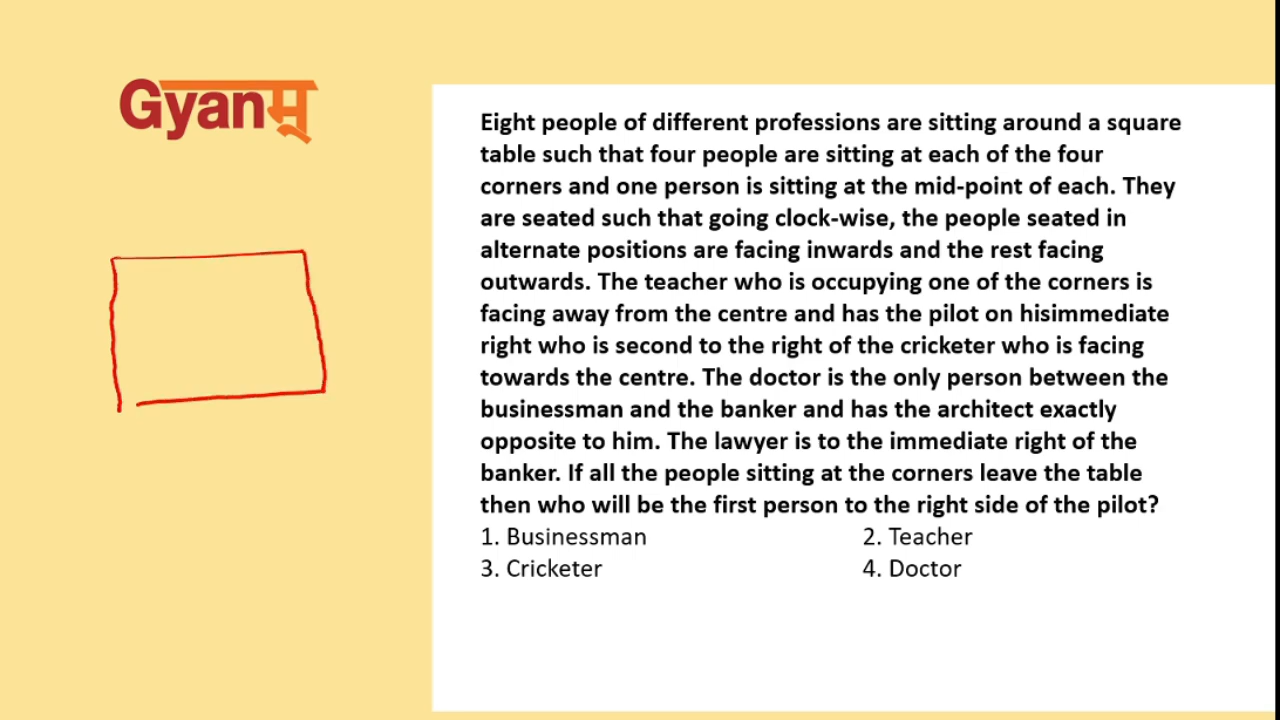 Gyanम्
Eight people of different professions are sitting around a square
table such that four people are sitting at each of the four
corners and one person is sitting at the mid-point of each. They
are seated such that going clock-wise, the people seated in
alternate positions are facing inwards and the rest facing
outwards. The teacher who is occupying one of the corners is
facing away from the centre and has the pilot on hisimmediate
right who is second to the right of the cricketer who is facing
towards the centre. The doctor is the only person between the
businessman and the banker and has the architect exactly
opposite to him. The lawyer is to the immediate right of the
banker. If all the people sitting at the corners leave the table
then who will be the first person to the right side of the pilot?
1. Businessman 2. Teacher
3. Cricketer 4. Doctor